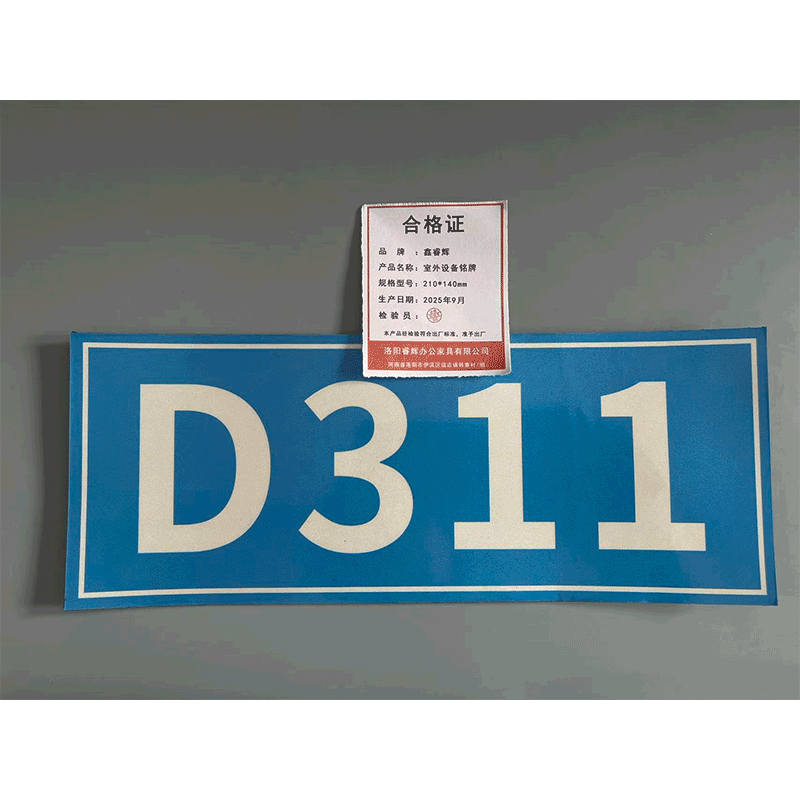 合格证
品 牌 ：鑫睿辉
产品名称：室外设备铭牌
规格型号：210*140mm
生产日期：2025年9月
检 验 员：
本产品经检验符合出厂标准，准予出厂
洛阳睿辉办公家具有限公司
D311